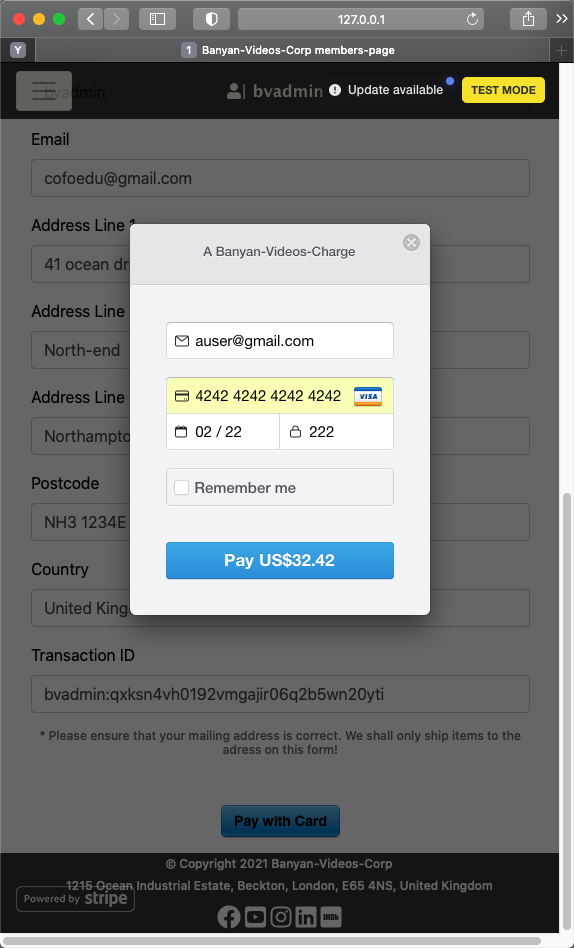 127.0.0.1
Y
1 Banyan-Videos-Corp members-page
bvadmin
bvadmin
Update available
TEST MODE
Email
cofoedu@gmail.com
Address Line 1
41 ocean dr
Address Line
North-end
Address Line
Northampto
Postcode
NH3 1234E
Country
United King
Transaction ID
bvadmin:qxksn4vh0192vmgajir06q2b5wn20yti
* Please ensure that your mailing address is correct. We shall only ship items to the
adress on this form!
Pay with Card
A Banyan-Videos-Charge
auser@gmail.com
4242 4242 4242 4242 VISA
02 / 22 222
Remember me
Pay US$32.42
© Copyright 2021 Banyan-Videos-Corp
1215 Ocean Industrial Estate, Beckton, London, E65 4NS, United Kingdom
Powered by stripe
IMDb